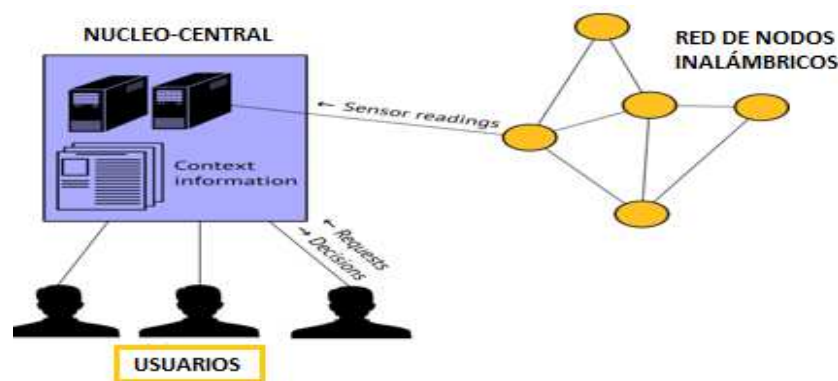 NUCLEO-CENTRAL
RED DE NODOS
INALÁMBRICOS
← Sensor readings
Context
information
← Requests
→ Decisions
USUARIOS